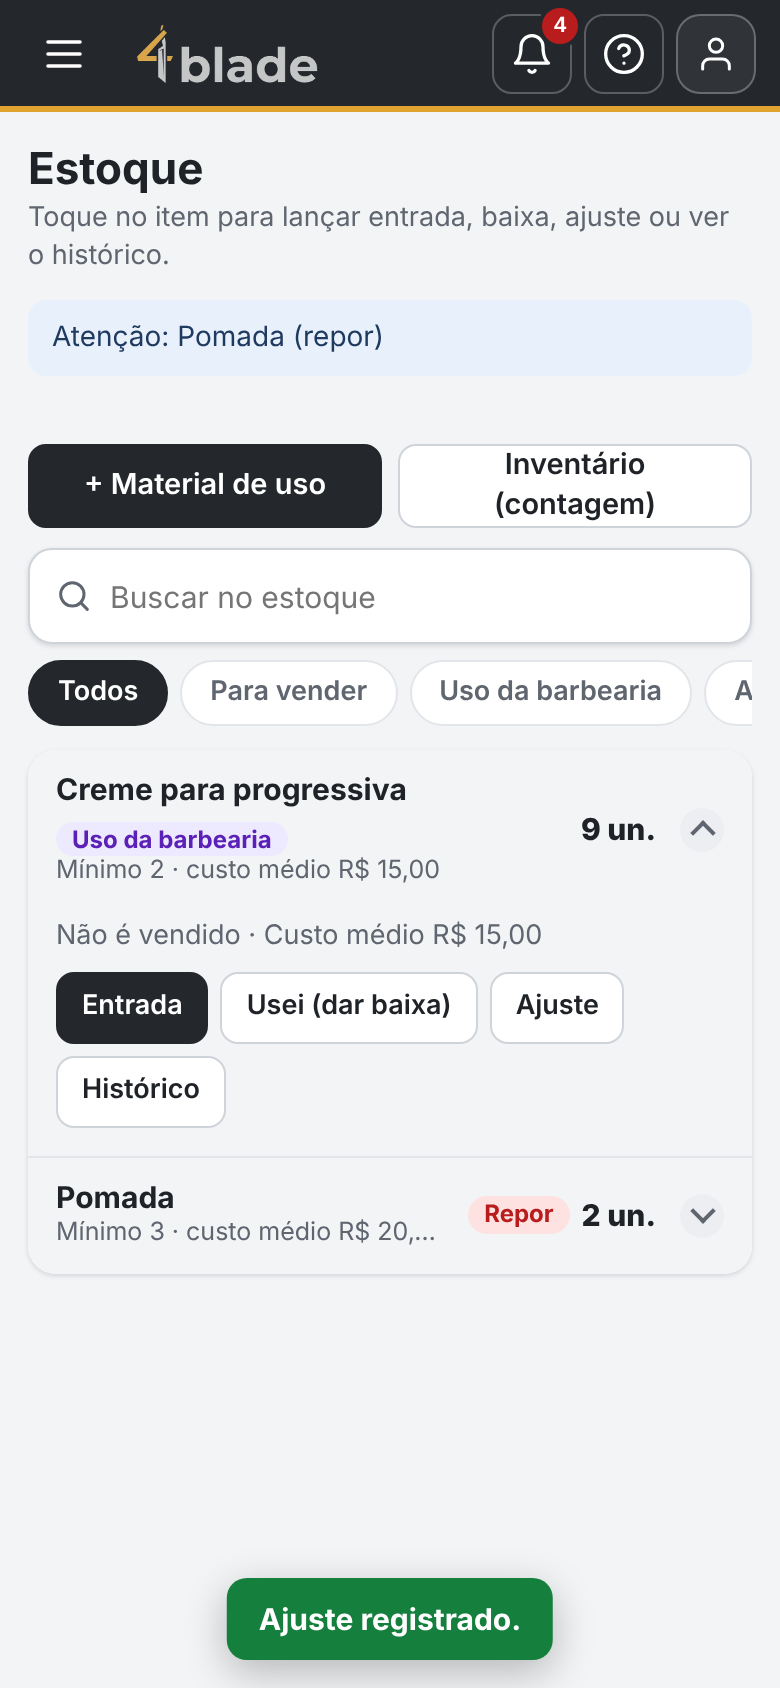 4
4blade
Estoque
Toque no item para lançar entrada, baixa, ajuste ou ver
o histórico.
Atenção: Pomada (repor)
+ Material de uso
Inventário
(contagem)
Buscar no estoque
Todos
Para vender
Uso da barbearia
A
Creme para progressiva
Uso da barbearia
Mínimo 2 · custo médio R$ 15,00
9 un.
Não é vendido · Custo médio R$ 15,00
Entrada
Usei (dar baixa)
Ajuste
Histórico
Pomada
Mínimo 3 · custo médio R$ 20,...
Repor
2 un.
Ajuste registrado.